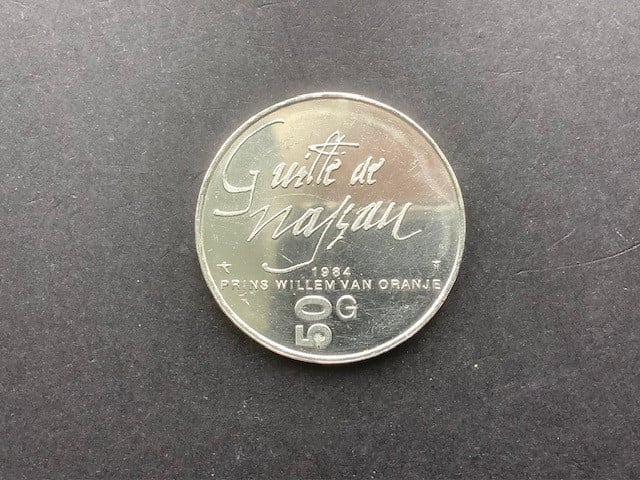 Guille de
Nassau
1984
PRINS WILLEM VAN ORANJE
50 G